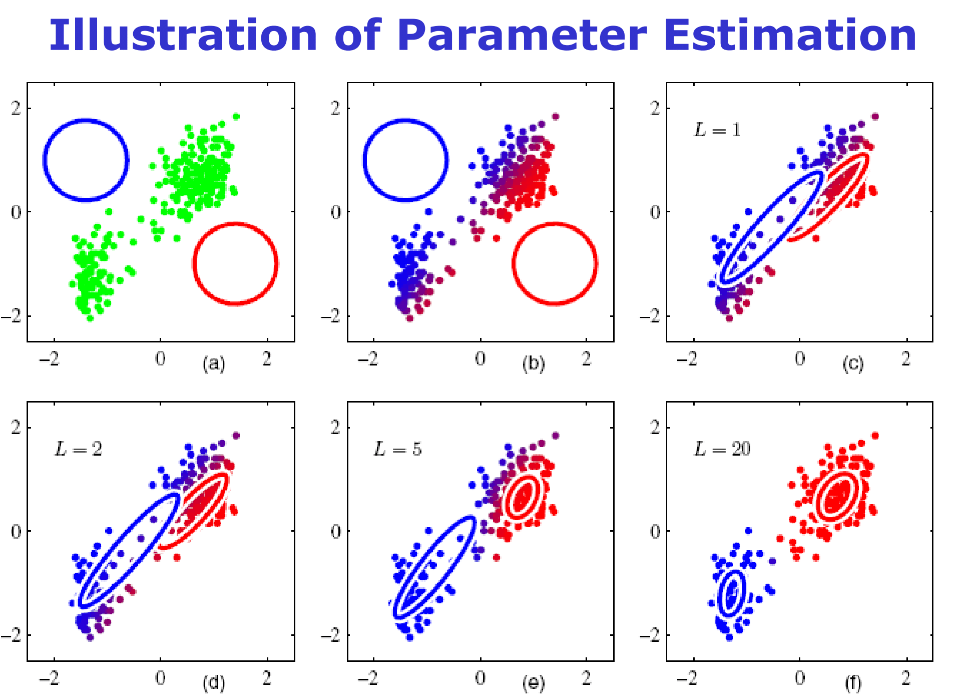 Illustration of Parameter Estimation
2
0
−2
−2 0 (a) 2
2
0
−2
−2 0 (b) 2
L = 1
2
0
−2
−2 0 (c) 2
L = 2
2
0
−2
−2 0 (d) 2
L = 5
2
0
−2
−2 0 (e) 2
L = 20
2
0
−2
−2 0 (f) 2